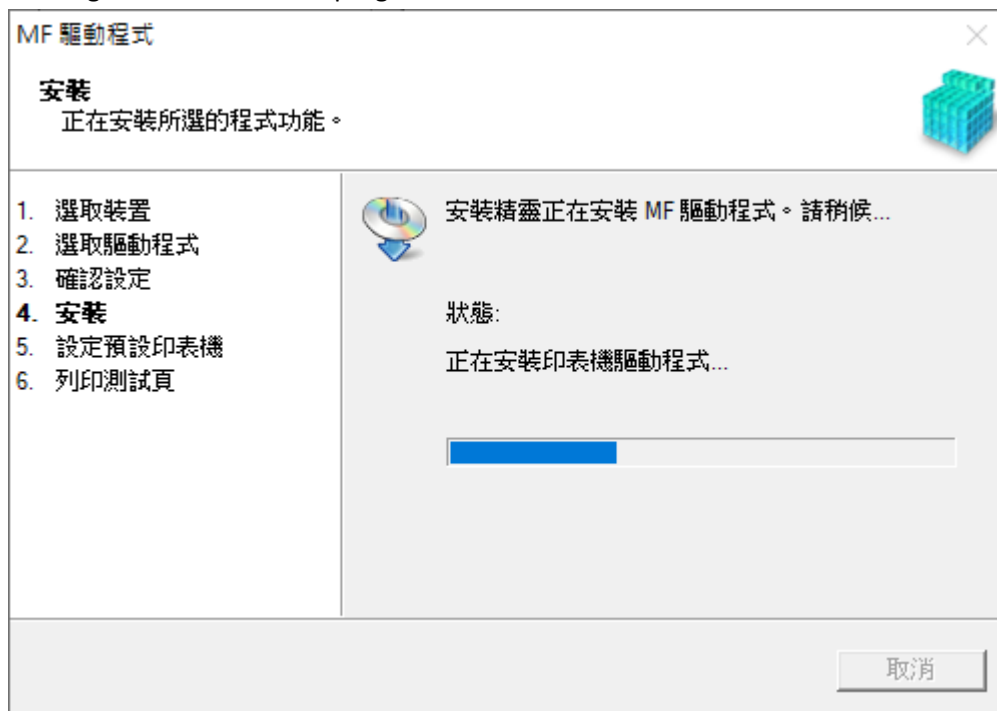 MF 驅動程式
安裝
正在安裝所選的程式功能。
1. 選取裝置
2. 選取驅動程式
3. 確認設定
4. 安裝
5. 設定預設印表機
6. 列印測試頁
安裝精靈正在安裝 MF 驅動程式。請稍候...
狀態:
正在安裝印表機驅動程式...
取消